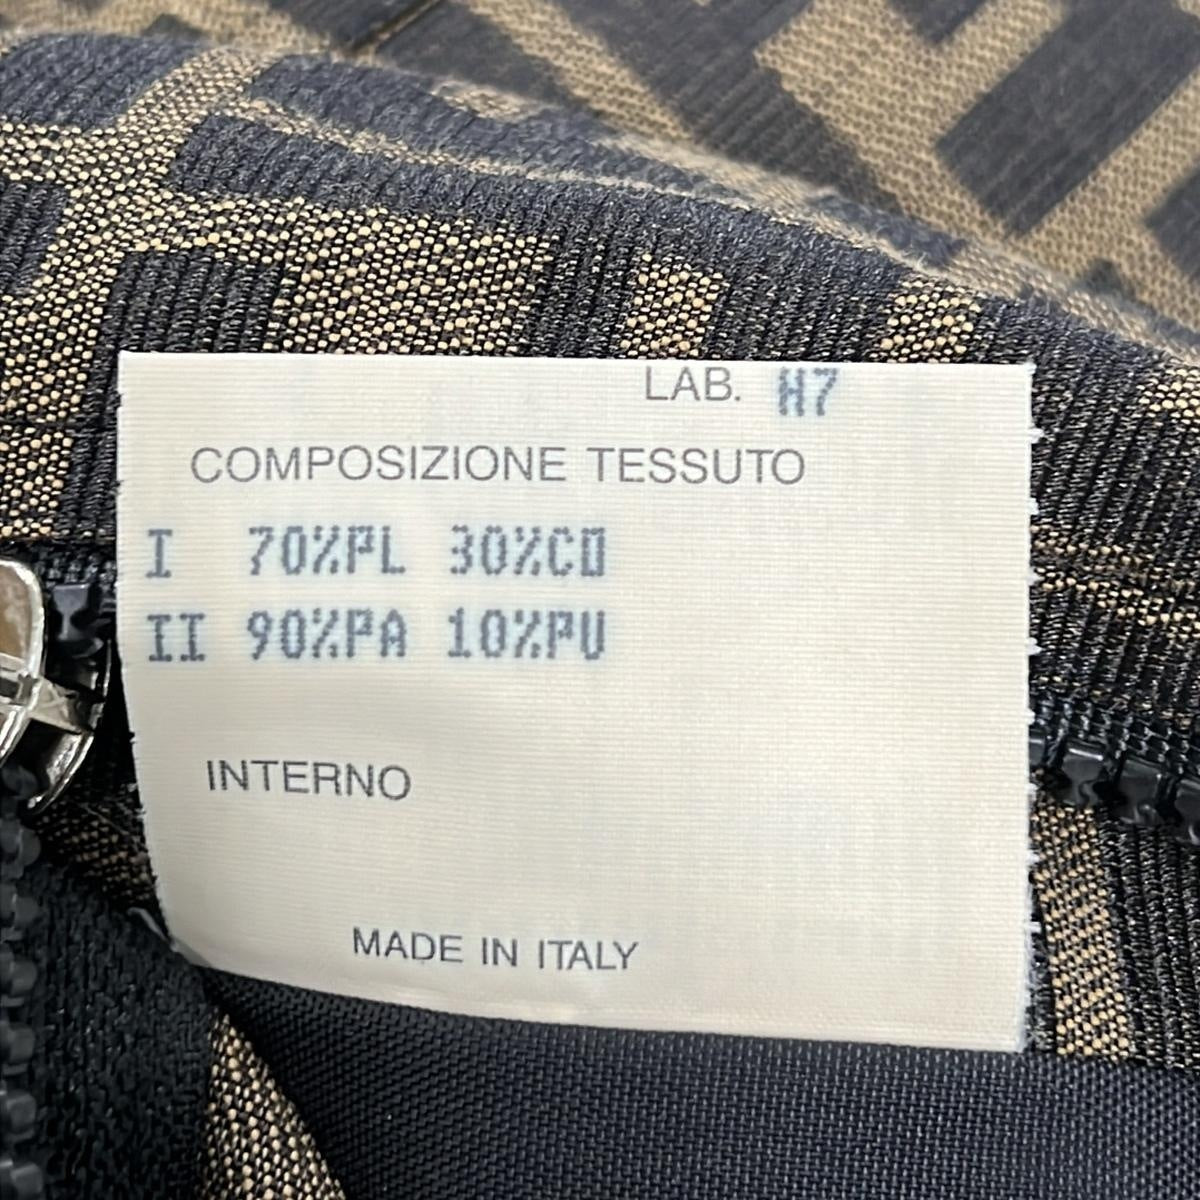 LAB. H7
COMPOSIZIONE TESSUTO
I 70%PL 30%CO
II 90%PA 10%PU
INTERNO
MADE IN ITALY